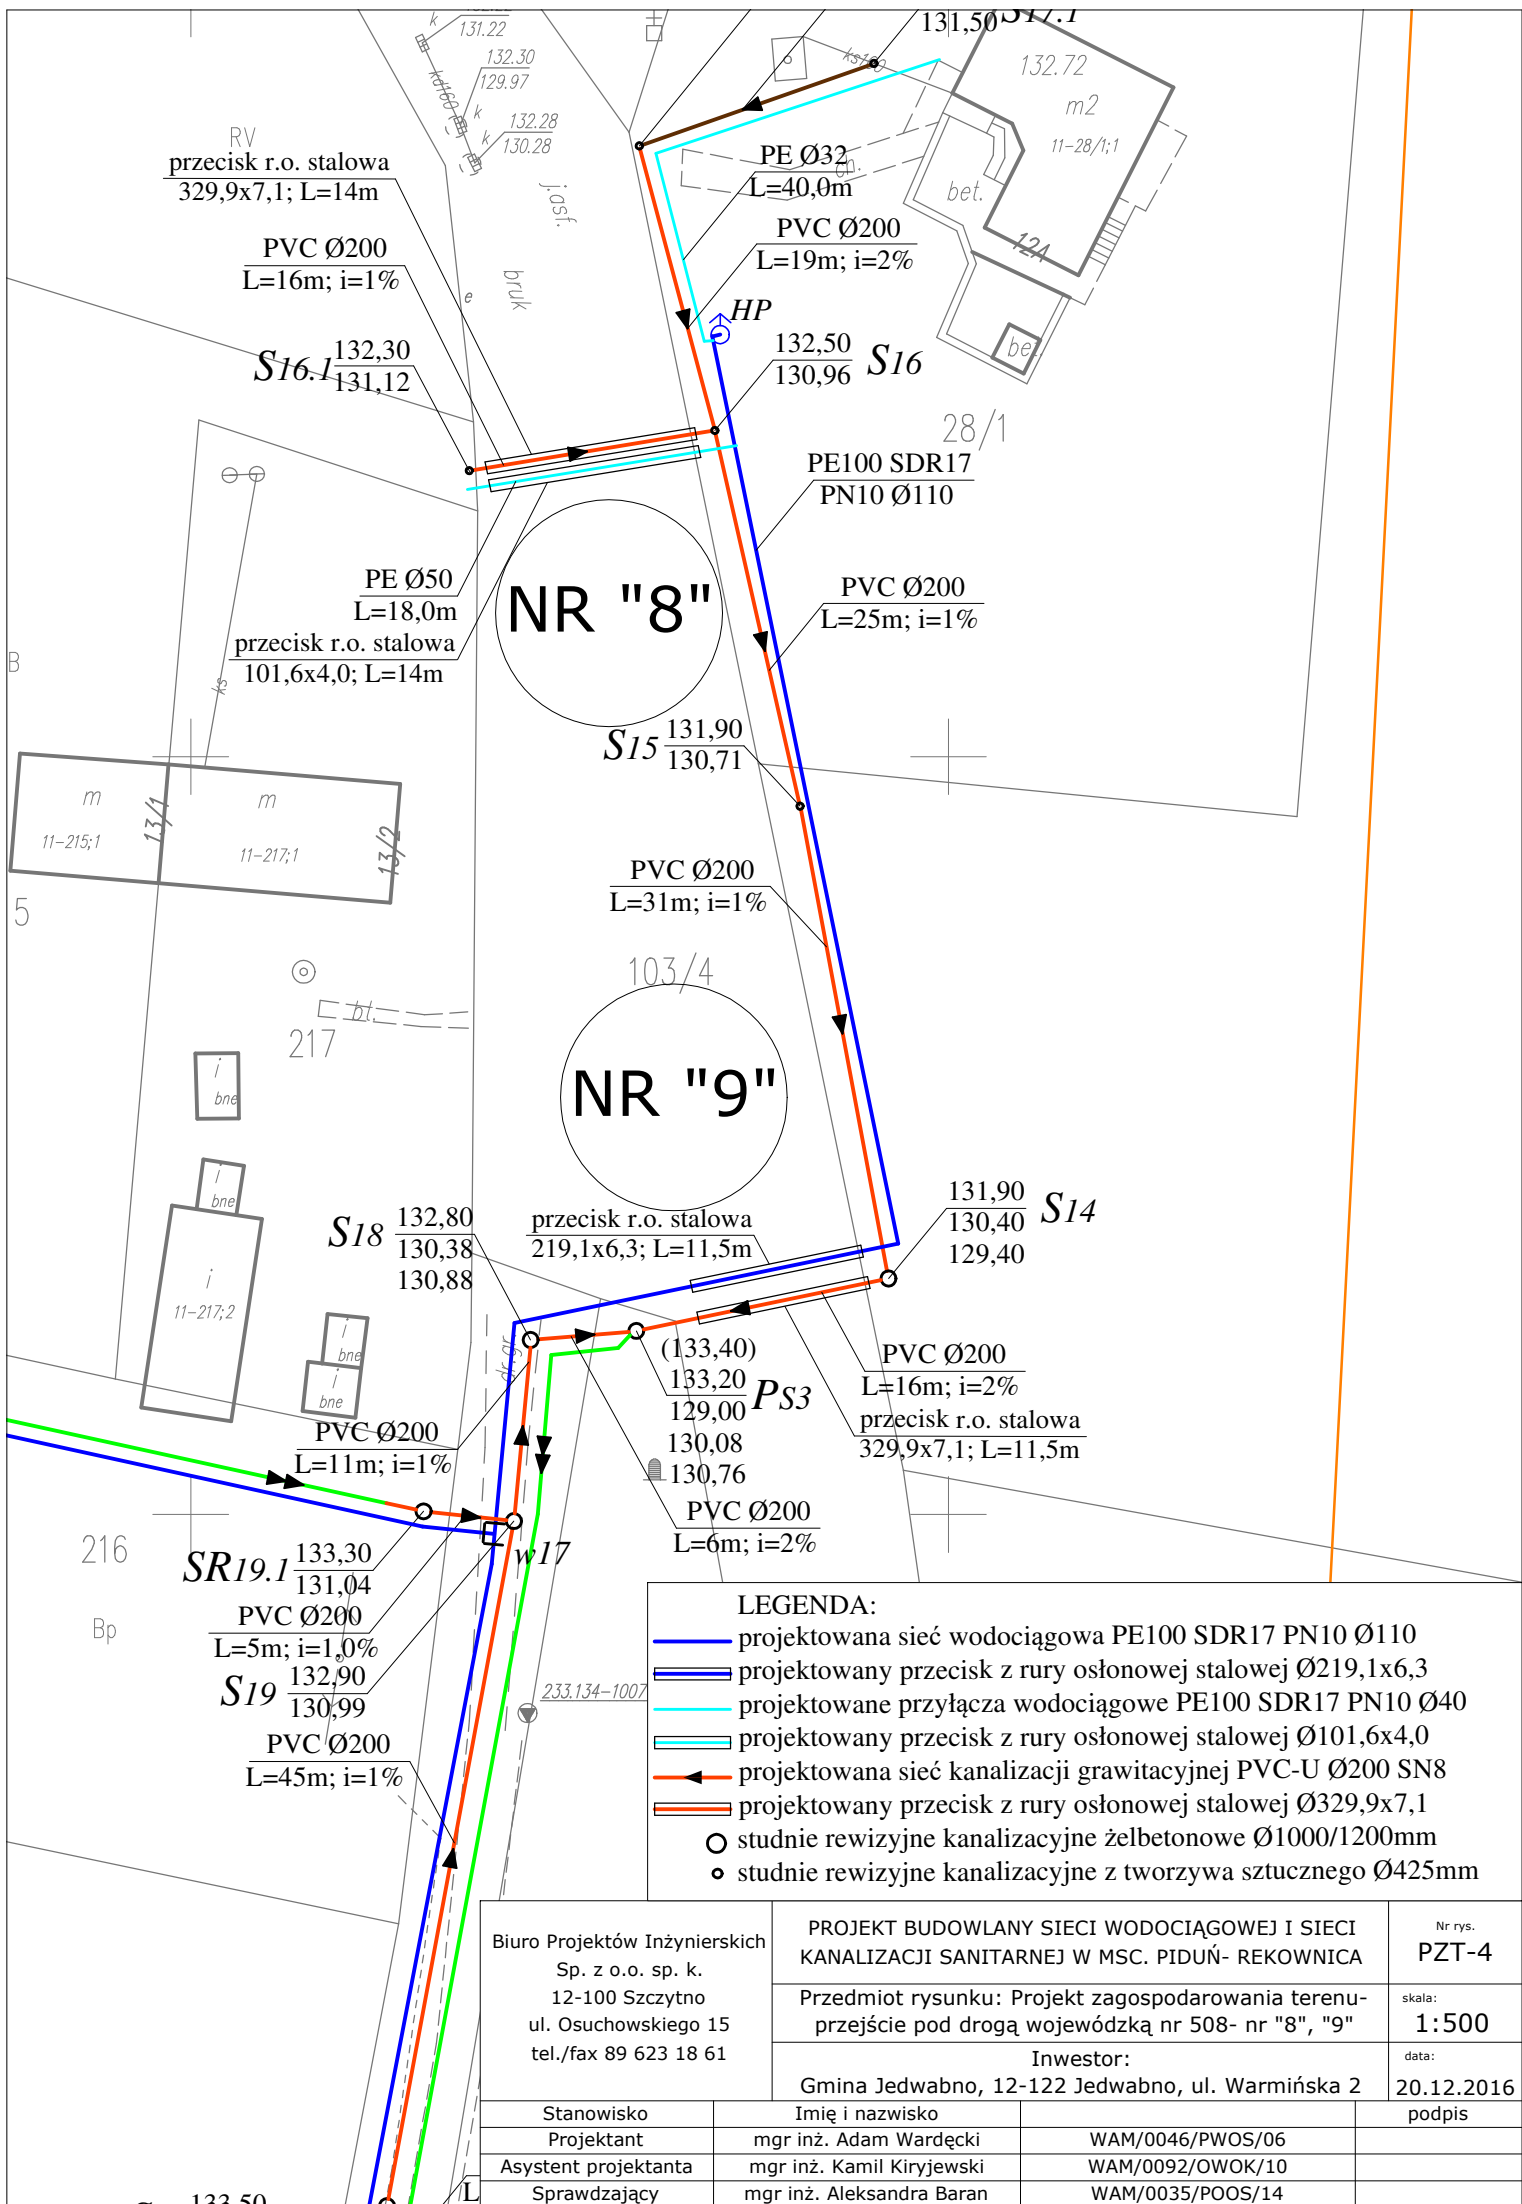 131.22
k
131,50 S17.1
132.30
129.97
kd160
k
ks160
132.72
m2
11-28/1;1
132.28
130.28
k
RV
przecisk r.o. stalowa
329,9x7,1; L=14m
j.asf.
PE Ø32
L=40,0m
bet.
12A
PVC Ø200
L=16m; i=1%
PVC Ø200
L=19m; i=2%
bruk
e
HP
S16.1 132,30
131,12
132,50
130,96 S16
28/1
PE100 SDR17
PN10 Ø110
PE Ø50
L=18,0m
NR "8"
PVC Ø200
L=25m; i=1%
przecisk r.o. stalowa
101,6x4,0; L=14m
B
ks
S15 131,90
130,71
m
13/1
m
11-215;1
11-217;1
13/2
PVC Ø200
L=31m; i=1%
5
103/4
bt.
217
NR "9"
i
bne
i
bne
S18 132,80
130,38
130,88
przecisk r.o. stalowa
219,1x6,3; L=11,5m
131,90
130,40
129,40
S14
i
11-217;2
i
bne
i
bne
dr.gr.
(133,40)
133,20
129,00
130,08
130,76
PS3
PVC Ø200
L=16m; i=2%
przecisk r.o. stalowa
329,9x7,1; L=11,5m
PVC Ø200
L=11m; i=1%
PVC Ø200
L=6m; i=2%
216
SR19.1 133,30
131,04
w17
Bp
PVC Ø200
L=5m; i=1,0%
S19 132,90
130,99
233.134-1007
PVC Ø200
L=45m; i=1%
LEGENDA:
projektowana sieć wodociągowa PE100 SDR17 PN10 Ø110
projektowany przecisk z rury osłonowej stalowej Ø219,1x6,3
projektowane przyłącza wodociągowe PE100 SDR17 PN10 Ø40
projektowany przecisk z rury osłonowej stalowej Ø101,6x4,0
projektowana sieć kanalizacji grawitacyjnej PVC-U Ø200 SN8
projektowany przecisk z rury osłonowej stalowej Ø329,9x7,1
studnie rewizyjne kanalizacyjne żelbetonowe Ø1000/1200mm
studnie rewizyjne kanalizacyjne z tworzywa sztucznego Ø425mm
Biuro Projektów Inżynierskich
Sp. z o.o. sp. k.
12-100 Szczytno
ul. Osuchowskiego 15
tel./fax 89 623 18 61
PROJEKT BUDOWLANY SIECI WODOCIĄGOWEJ I SIECI
KANALIZACJI SANITARNEJ W MSC. PIDUŃ- REKOWNICA
Nr rys.
PZT-4
Przedmiot rysunku: Projekt zagospodarowania terenu-
przejście pod drogą wojewódzką nr 508- nr "8", "9"
skala:
1:500
Inwestor:
Gmina Jedwabno, 12-122 Jedwabno, ul. Warmińska 2
data:
20.12.2016
Stanowisko Imię i nazwisko podpis
Projektant mgr inż. Adam Wardęcki WAM/0046/PWOS/06
Asystent projektanta mgr inż. Kamil Kiryjewski WAM/0092/OWOK/10
Sprawdzający mgr inż. Aleksandra Baran WAM/0035/POOS/14
133,50
L